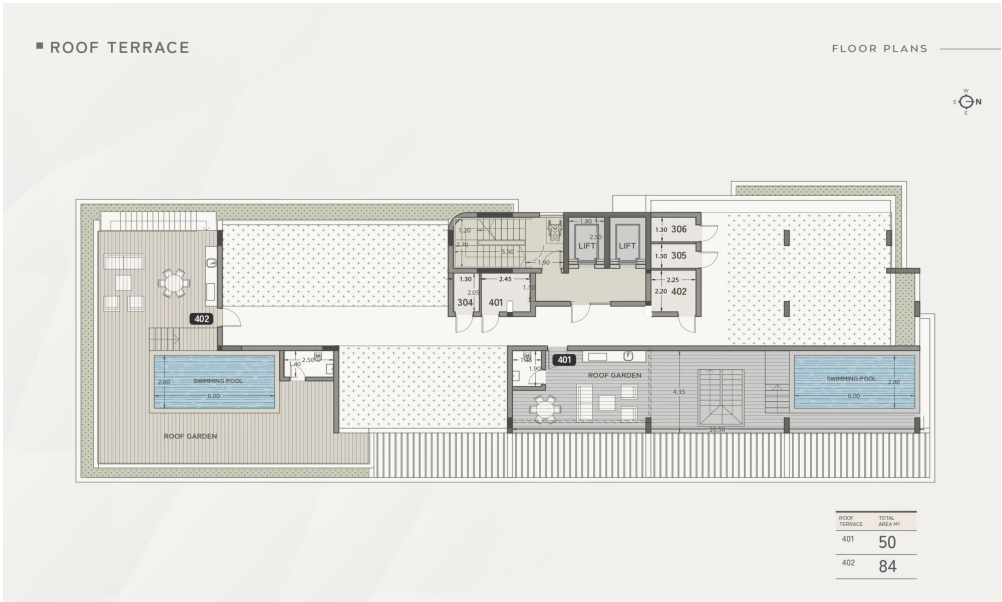 ROOF TERRACE
FLOOR PLANS
W
S N
E
1.20
2.70
5.50
1.90
1.80
2.50
LIFT
LIFT
1.30 306
1.30 305
2.25
2.20 402
1.30
2.05
304
2.45
401
1.50
402
2.50
1.40
SWIMMING POOL
2.80
6.00
ROOF GARDEN
1.90
401
ROOF GARDEN
4.35
20.50
SWIMMING POOL
2.80
6.00
ROOF TERRACE
TOTAL AREA M²
401 50
402 84